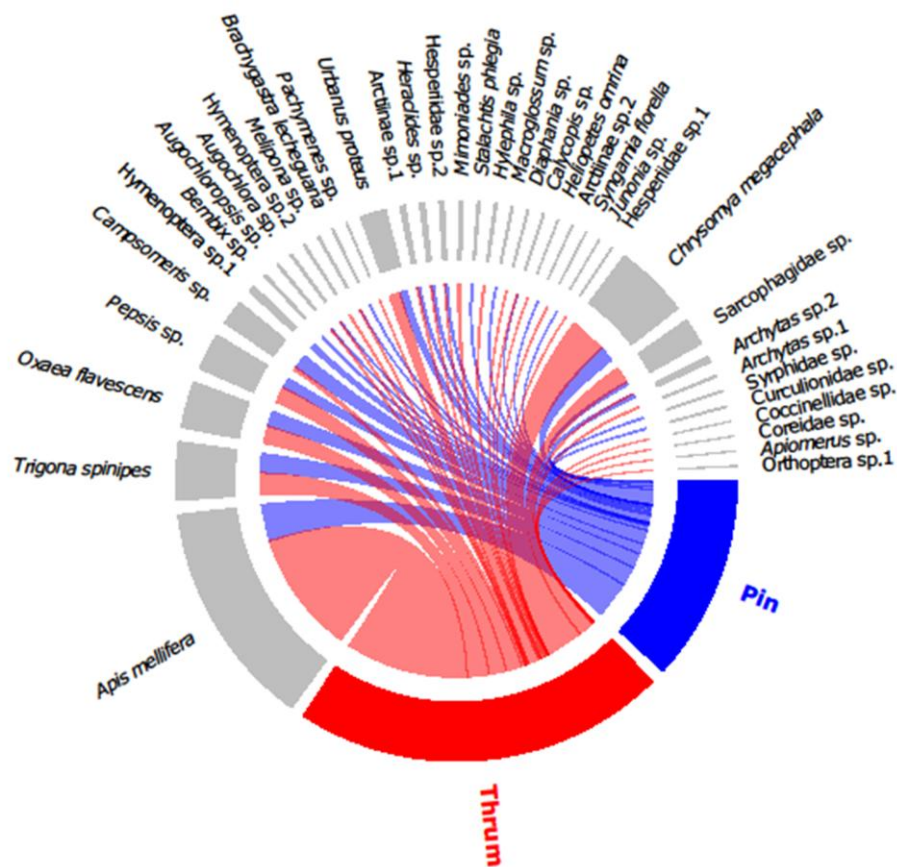 Apis mellifera
Trigona spinipes
Oxaea flavescens
Pepsis sp.
Campsomeris sp.
Hymenoptera sp.1
Bembix sp.
Augochloropsis sp.
Augochlora sp.
Hymenoptera sp.2
Melipona sp.
Brachygastra lecheguana
Pachymenes sp.
Urbanus proteus
Arctiinae sp.1
Heraclides sp.
Hesperiidae sp.2
Mimoniades sp.
Stalachtis phlegia
Hylephila sp.
Macroglossum sp.
Diaphania sp.
Calycopis sp.
Heliopetes omrina
Arctiinae sp.2
Syngamia florella
Junonia sp.
Hesperiidae sp.1
Chrysomya megacephala
Sarcophagidae sp.
Archytas sp.2
Archytas sp.1
Syrphidae sp.
Curculionidae sp.
Coccinellidae sp.
Coreidae sp.
Apiomerus sp.
Orthoptera sp.1
Pin
Thrum